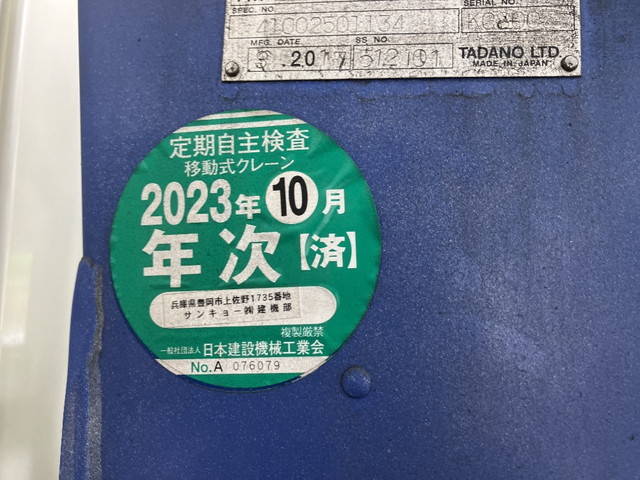 SPEC. NO.
SERIAL NO.
MFG. DATE
SS NO.
TADANO LTD
MADE IN JAPAN
定期自主検査
移動式クレーン
2023年 10月
年次【済】
兵庫県豊岡市上佐野1735番地
サンキョー㈱建機部
複製厳禁
一般社団法人 日本建設機械工業会
No.A 076079